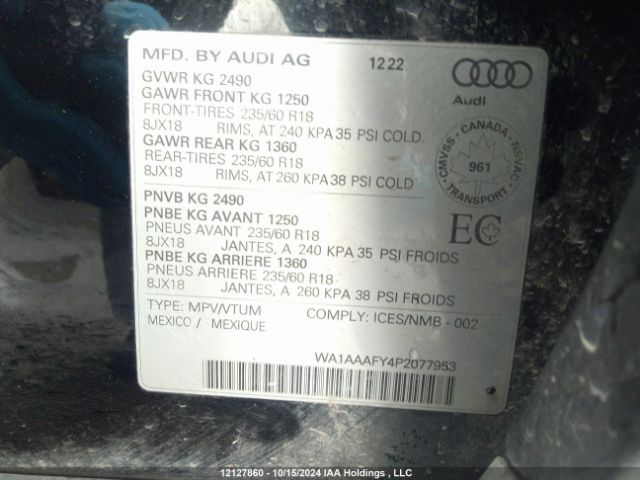 MFD. BY AUDI AG 1222
GVWR KG 2490
GAWR FRONT KG 1250
FRONT-TIRES 235/60 R18
8JX18 RIMS, AT 240 KPA 35 PSI COLD.
GAWR REAR KG 1360
REAR-TIRES 235/60 R18
8JX18 RIMS, AT 260 KPA 38 PSI COLD
PNVB KG 2490
PNBE KG AVANT 1250
PNEUS AVANT 235/60 R18
8JX18 JANTES, A 240 KPA 35 PSI FROIDS
PNBE KG ARRIERE 1360
PNEUS ARRIERE 235/60 R18
8JX18 JANTES, A 260 KPA 38 PSI FROIDS
TYPE: MPV/VTUM COMPLY: ICES/NMB - 002
MEXICO / MEXIQUE
WA1AAAFY4P2077953
Audi
CMVSS - CANADA - NSVAC
961
TRANSPORT
EC
12127860 - 10/15/2024 IAA Holdings , LLC